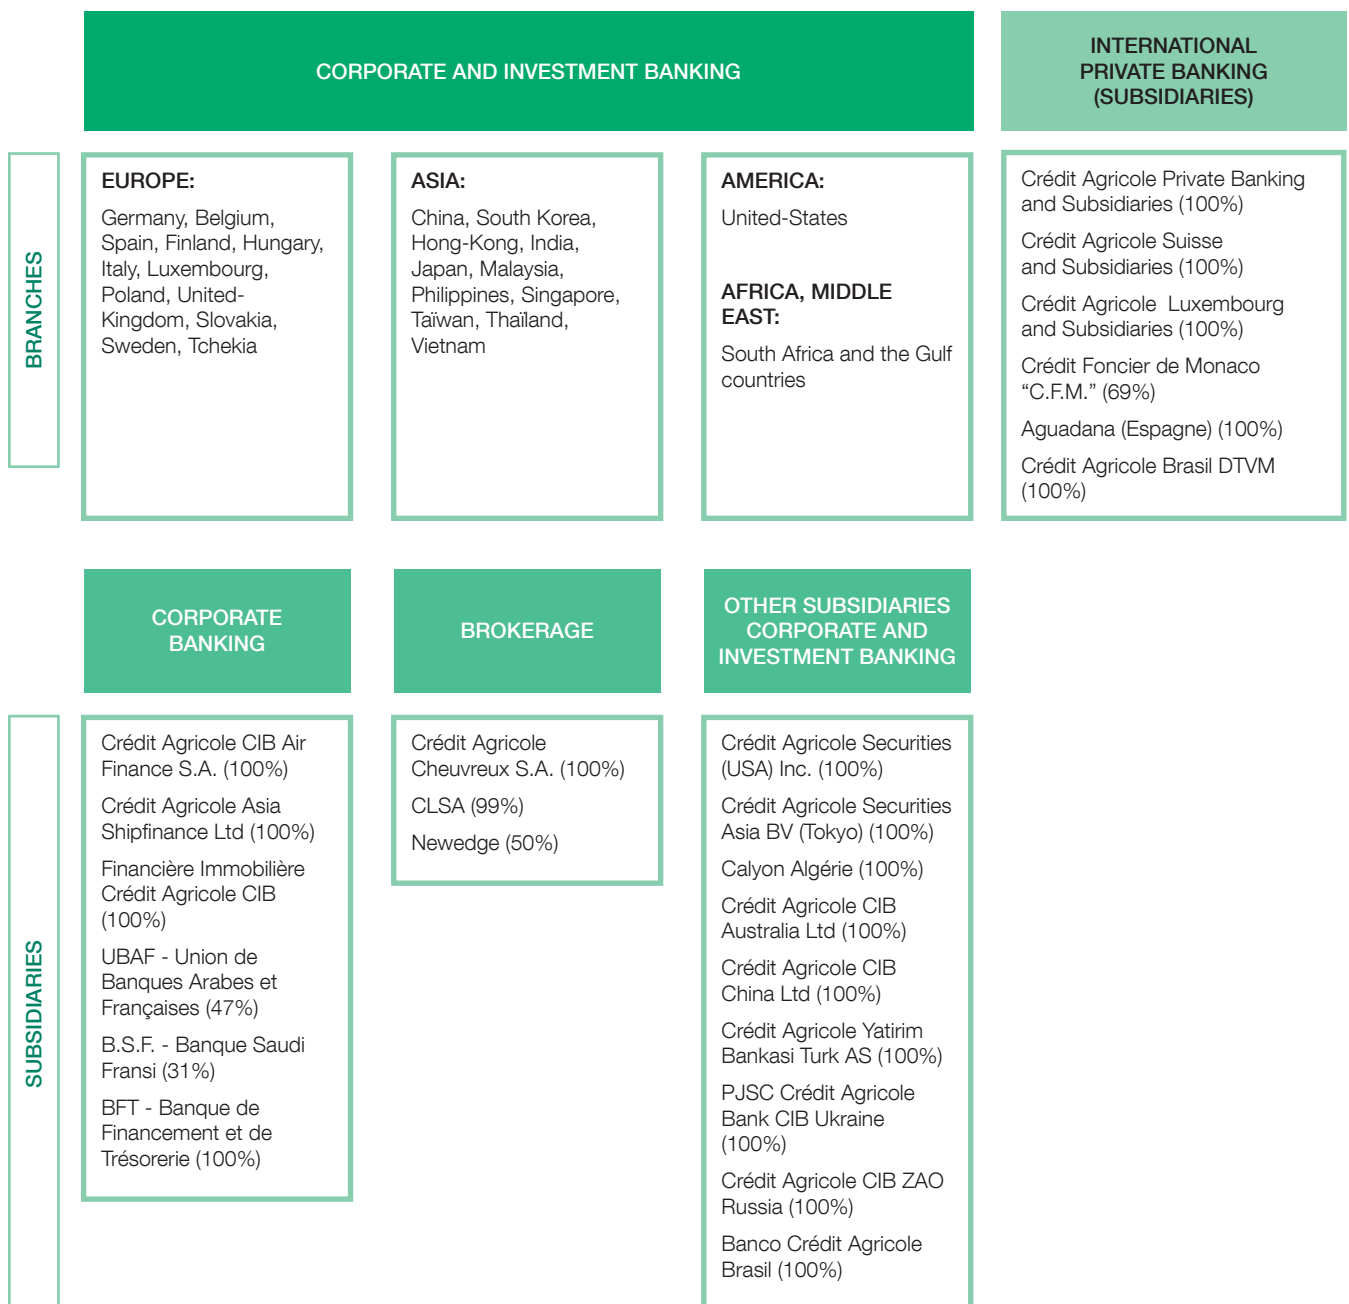 CORPORATE AND INVESTMENT BANKING
INTERNATIONAL
PRIVATE BANKING
(SUBSIDIARIES)
BRANCHES
EUROPE:
Germany, Belgium,
Spain, Finland, Hungary,
Italy, Luxembourg,
Poland, United-
Kingdom, Slovakia,
Sweden, Tchekia
ASIA:
China, South Korea,
Hong-Kong, India,
Japan, Malaysia,
Philippines, Singapore,
Taïwan, Thaïland,
Vietnam
AMERICA:
United-States
AFRICA, MIDDLE
EAST:
South Africa and the Gulf
countries
Crédit Agricole Private Banking
and Subsidiaries (100%)
Crédit Agricole Suisse
and Subsidiaries (100%)
Crédit Agricole Luxembourg
and Subsidiaries (100%)
Crédit Foncier de Monaco
“C.F.M.” (69%)
Aguadana (Espagne) (100%)
Crédit Agricole Brasil DTVM
(100%)
CORPORATE
BANKING
BROKERAGE
OTHER SUBSIDIARIES
CORPORATE AND
INVESTMENT BANKING
SUBSIDIARIES
Crédit Agricole CIB Air
Finance S.A. (100%)
Crédit Agricole Asia
Shipfinance Ltd (100%)
Financière Immobilière
Crédit Agricole CIB
(100%)
UBAF - Union de
Banques Arabes et
Françaises (47%)
B.S.F. - Banque Saudi
Fransi (31%)
BFT - Banque de
Financement et de
Trésorerie (100%)
Crédit Agricole
Cheuvreux S.A. (100%)
CLSA (99%)
Newedge (50%)
Crédit Agricole Securities
(USA) Inc. (100%)
Crédit Agricole Securities
Asia BV (Tokyo) (100%)
Calyon Algérie (100%)
Crédit Agricole CIB
Australia Ltd (100%)
Crédit Agricole CIB
China Ltd (100%)
Crédit Agricole Yatirim
Bankasi Turk AS (100%)
PJSC Crédit Agricole
Bank CIB Ukraine
(100%)
Crédit Agricole CIB ZAO
Russia (100%)
Banco Crédit Agricole
Brasil (100%)